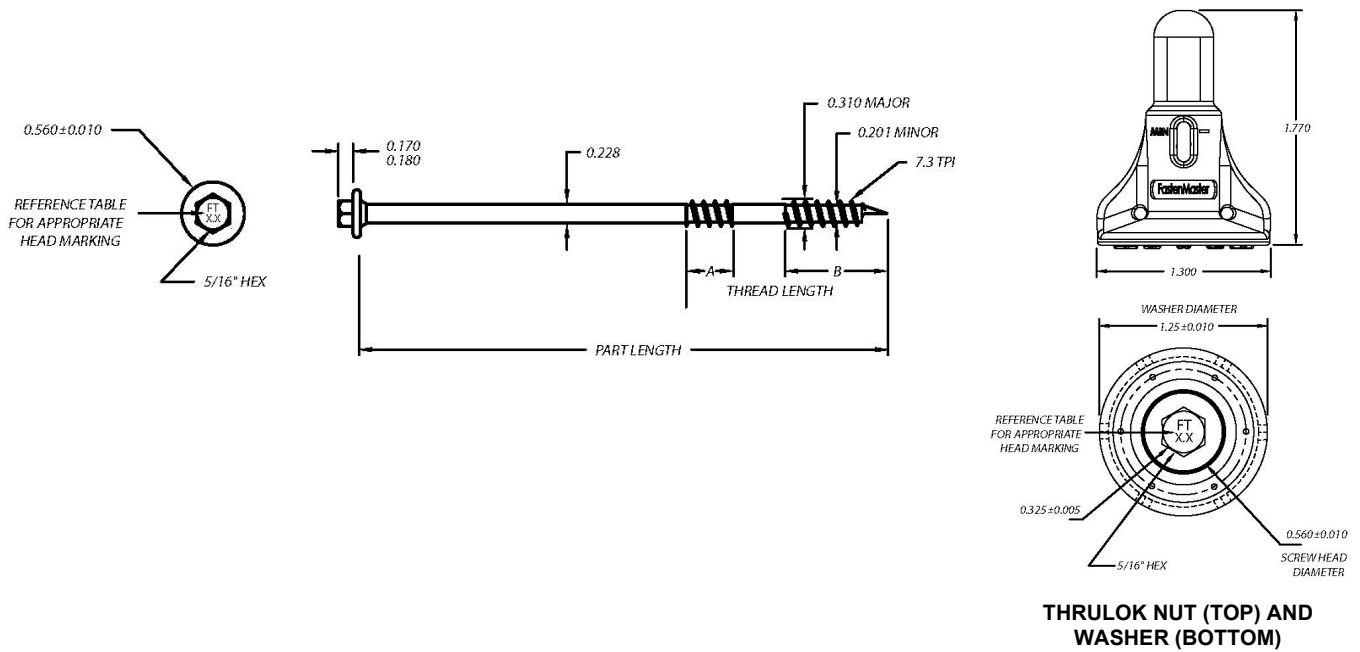 0.560±0.010
REFERENCE TABLE
FOR APPROPRIATE
HEAD MARKING
FT
X.X
5/16" HEX
0.170
0.180
0.228
0.310 MAJOR
0.201 MINOR
7.3 TPI
A
B
THREAD LENGTH
PART LENGTH
MIN
FastenMaster
1.770
1.300
WASHER DIAMETER
1.25±0.010
REFERENCE TABLE
FOR APPROPRIATE
HEAD MARKING
FT
X.X
0.325±0.005
5/16" HEX
0.560±0.010
SCREW HEAD
DIAMETER
THRULOK NUT (TOP) AND
WASHER (BOTTOM)